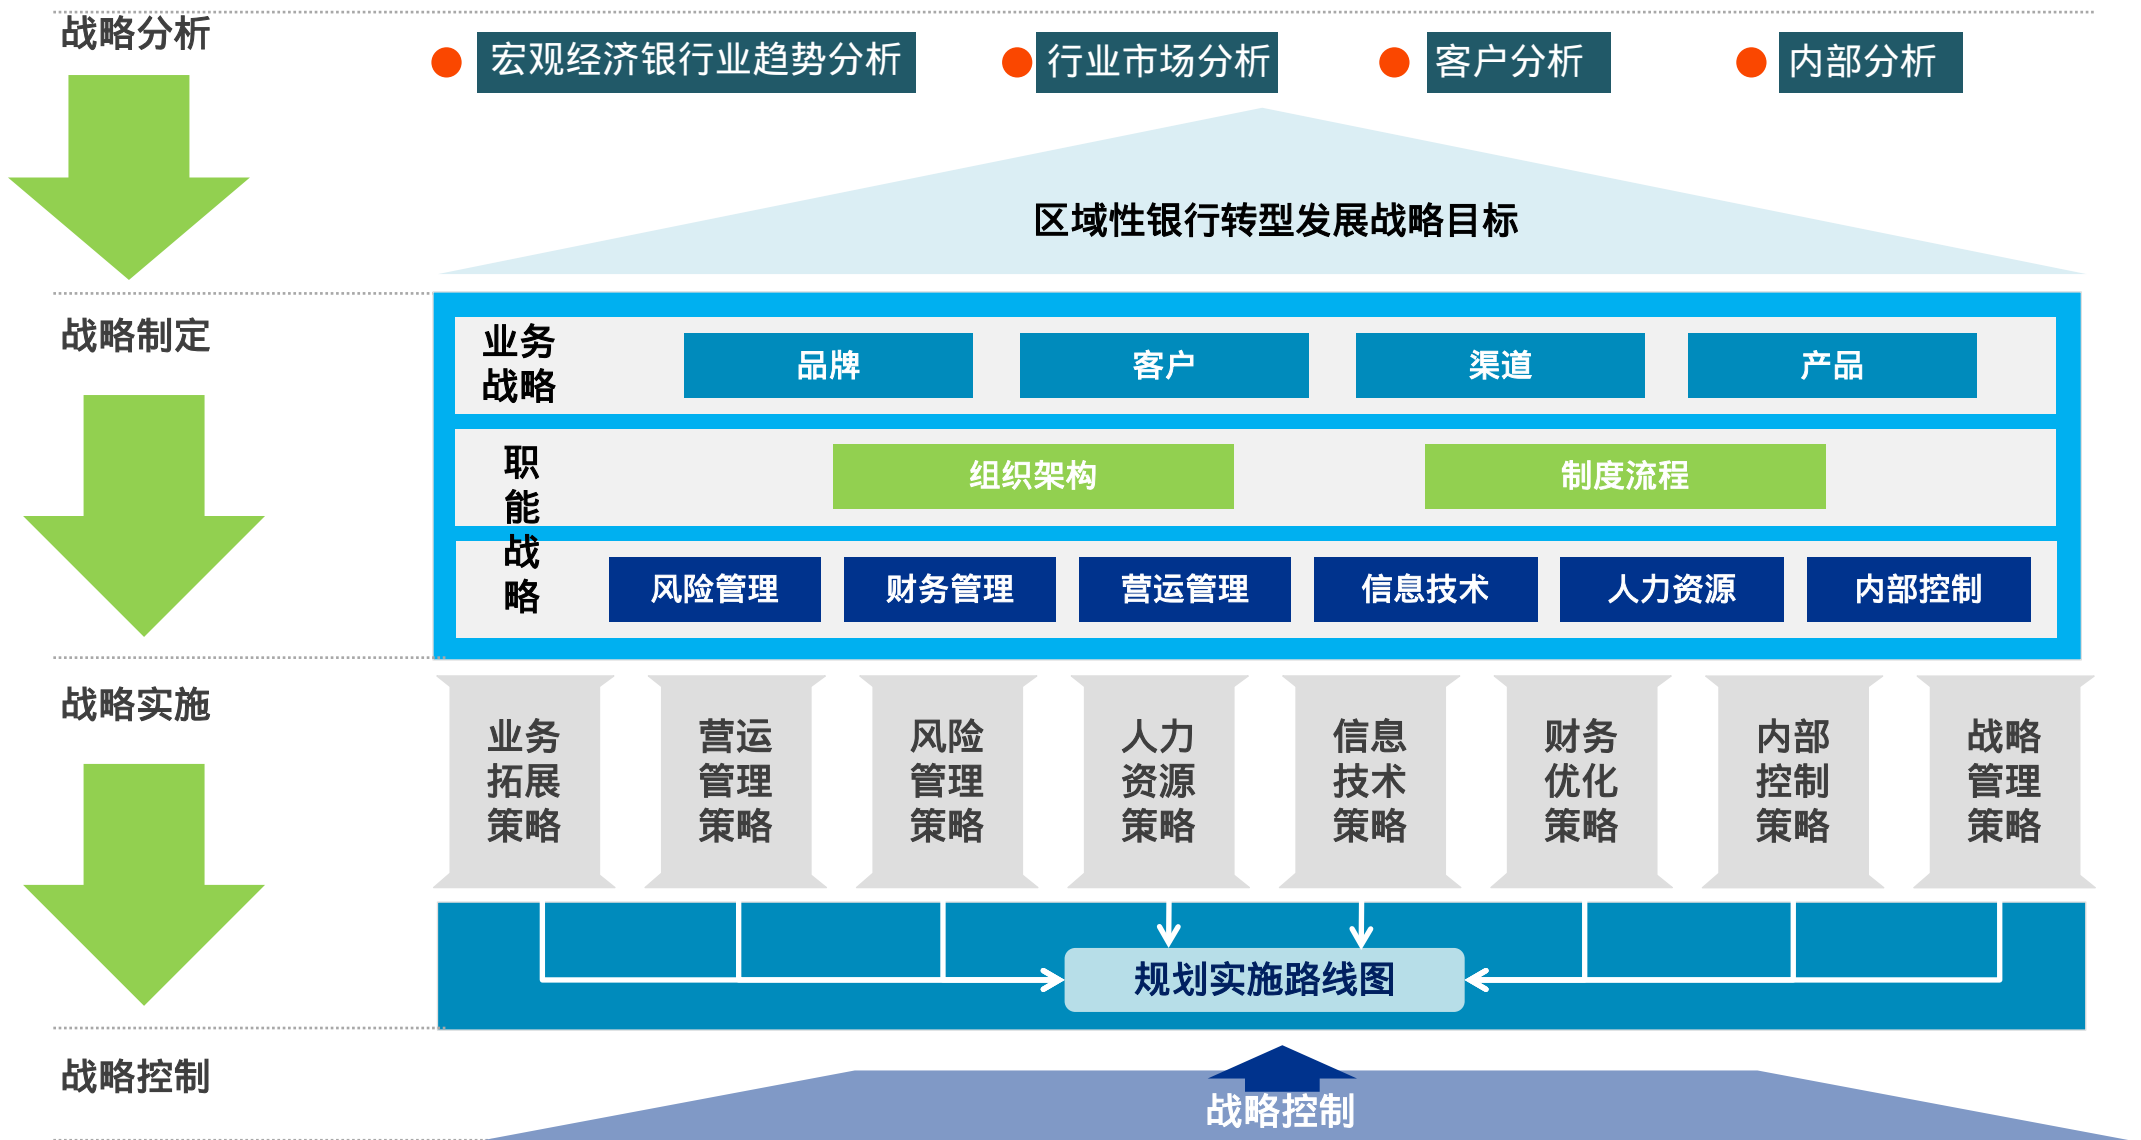 战略分析
宏观经济银行业趋势分析
行业市场分析
客户分析
内部分析
区域性银行转型发展战略目标
战略制定
业务
战略
品牌
客户
渠道
产品
职
能
战
略
组织架构
制度流程
风险管理
财务管理
营运管理
信息技术
人力资源
内部控制
战略实施
业务
拓展
策略
营运
管理
策略
风险
管理
策略
人力
资源
策略
信息
技术
策略
财务
优化
策略
内部
控制
策略
战略
管理
策略
规划实施路线图
战略控制
战略控制